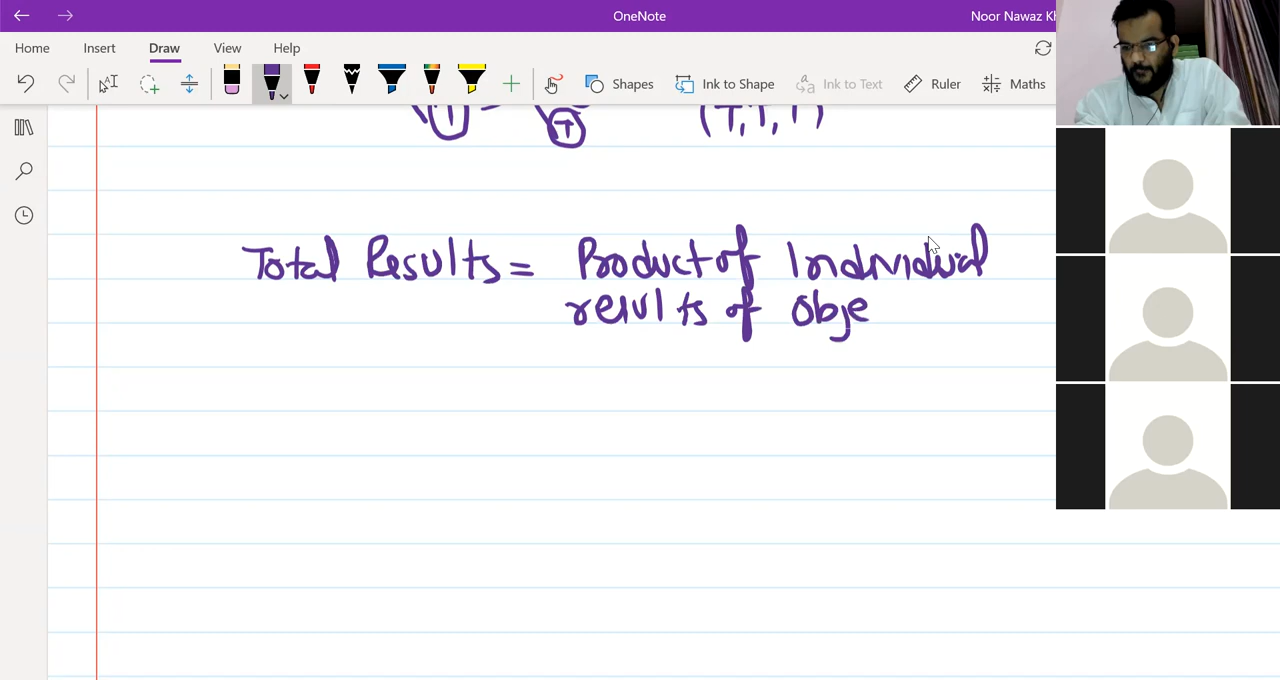 OneNote
Noor Nawaz Kh
Home Insert Draw View Help
Shapes Ink to Shape Ink to Text Ruler Maths
T = T (T, T, T)
Total Results = Product of Individual
results of Obje